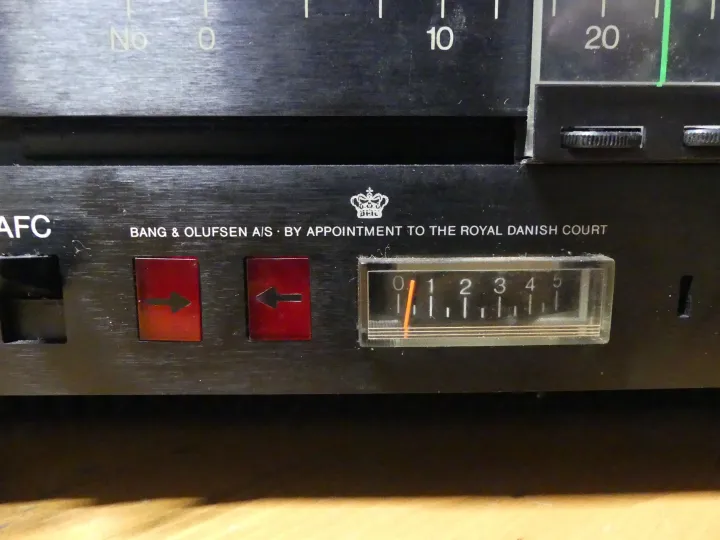 No 0 10 20
AFC
BANG & OLUFSEN A/S · BY APPOINTMENT TO THE ROYAL DANISH COURT
0 1 2 3 4 5